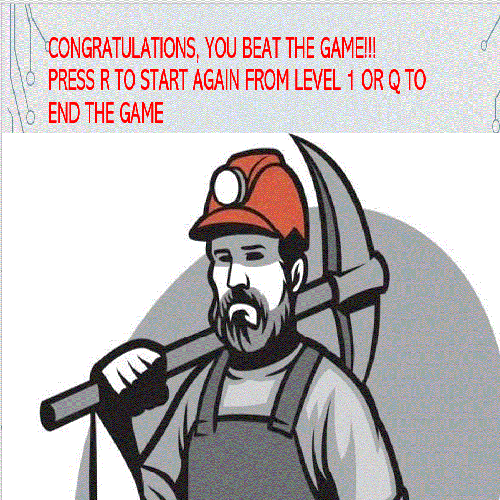 CONGRATULATIONS, YOU BEAT THE GAME!!!
PRESS R TO START AGAIN FROM LEVEL 1 OR Q TO
END THE GAME